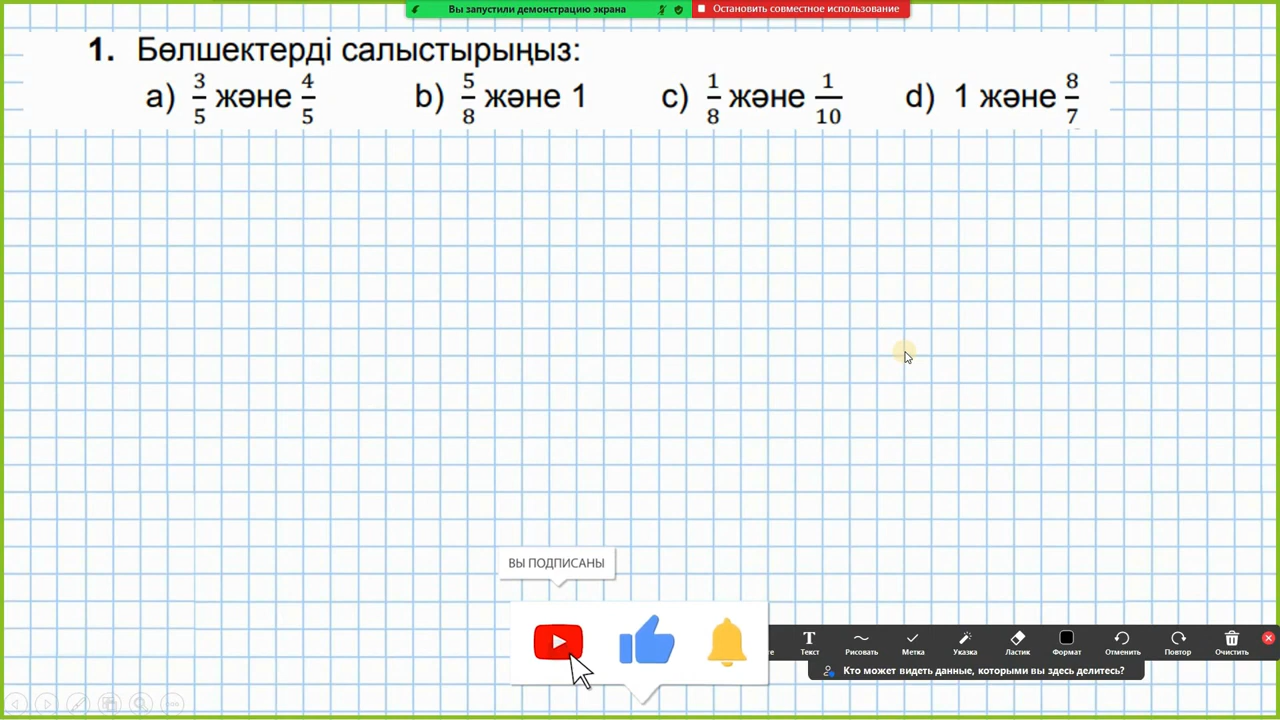 Вы запустили демонстрацию экрана Остановить совместное использование
1. Бөлшектерді салыстырыңыз:
a) 3/5 және 4/5 b) 5/8 және 1 c) 1/8 және 1/10 d) 1 және 8/7
ВЫ ПОДПИСАНЫ
Текст Рисовать Метка Указка Ластик Формат Отменить Повтор Очистить
Кто может видеть данные, которыми вы здесь делитесь?